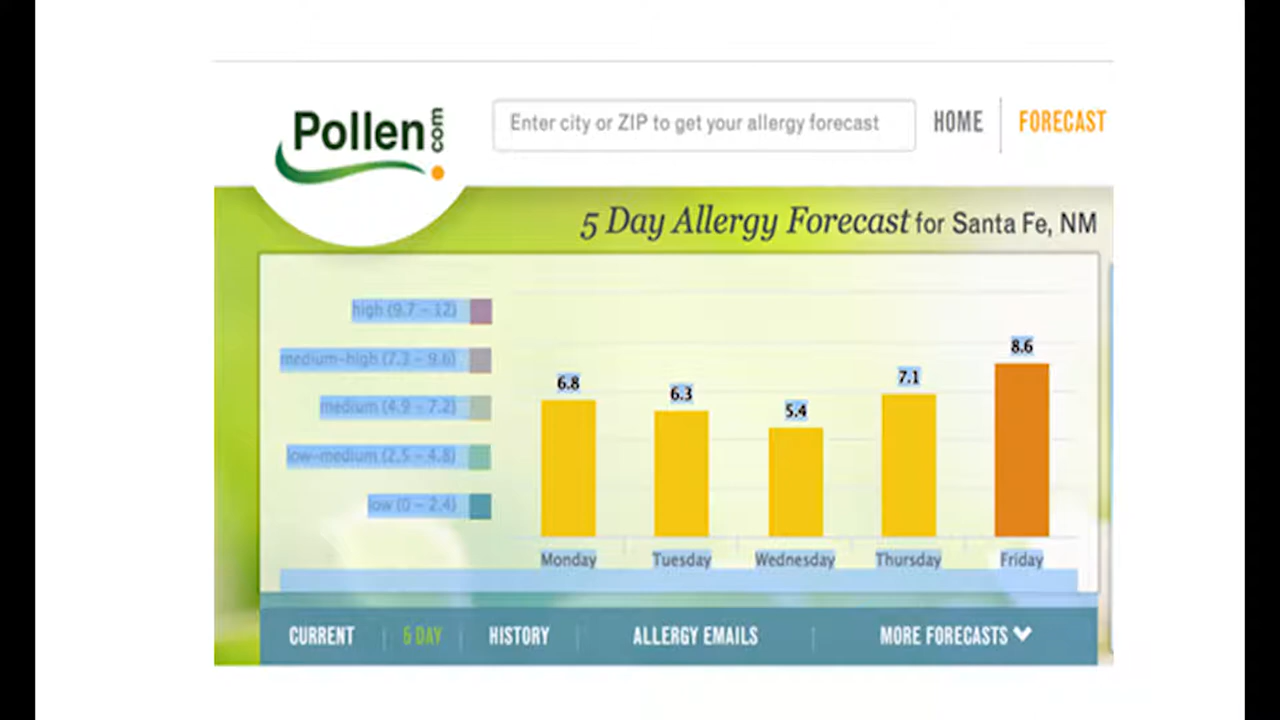 Pollen.com
Enter city or ZIP to get your allergy forecast
HOME
FORECAST
5 Day Allergy Forecast for Santa Fe, NM
high (9.7 – 12)
medium-high (7.3 – 9.6)
medium (4.9 – 7.2)
low-medium (2.5 – 4.8)
low (0 – 2.4)
6.8
6.3
5.4
7.1
8.6
Monday
Tuesday
Wednesday
Thursday
Friday
CURRENT
5 DAY
HISTORY
ALLERGY EMAILS
MORE FORECASTS